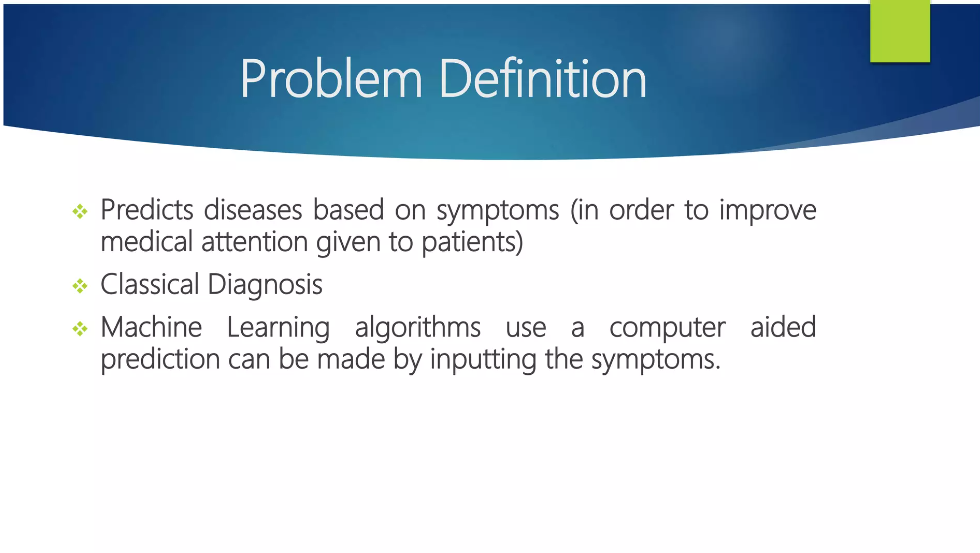 Problem Definition
Predicts diseases based on symptoms (in order to improve
medical attention given to patients)
Classical Diagnosis
Machine Learning algorithms use a computer aided
prediction can be made by inputting the symptoms.